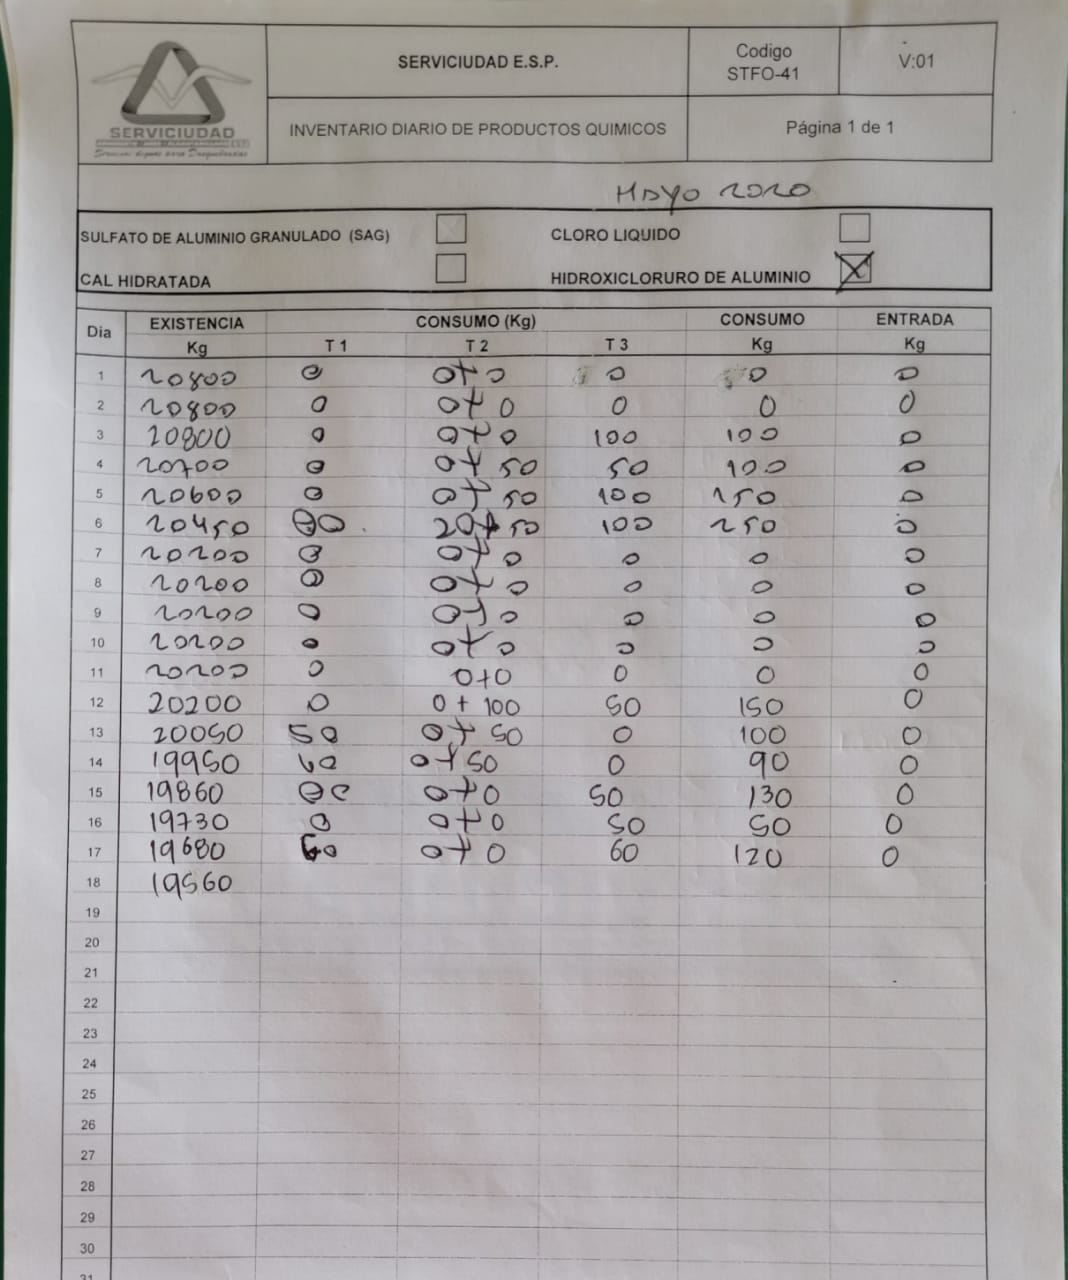 SERVICIUDAD E.S.P.
Codigo
STFO-41
V:01
SERVICIUDAD
INVENTARIO DIARIO DE PRODUCTOS QUIMICOS
Página 1 de 1
MAYO 2020
SULFATO DE ALUMINIO GRANULADO (SAG)
CLORO LIQUIDO
CAL HIDRATADA
HIDROXICLORURO DE ALUMINIO X
Dia EXISTENCIA CONSUMO (Kg) CONSUMO ENTRADA
Kg T 1 T 2 T 3 Kg Kg
1 20800 0 0+0 0 0 0
2 20800 0 0+0 0 0 0
3 20800 0 0+0 100 100 0
4 20700 0 0+50 50 100 0
5 20600 0 0+50 100 150 0
6 20450 +50 100 250 0
7 20200 0 0+0 0 0 0
8 20200 0 0+0 0 0 0
9 20200 0 0+0 0 0 0
10 20200 0 0+0 0 0 0
11 20200 0 0+0 0 0 0
12 20200 0 0+100 50 150 0
13 20050 50 0+50 0 100 0
14 19950 0+50 0 90 0
15 19860 0+0 50 130 0
16 19730 0 0+0 50 50 0
17 19680 0+0 60 120 0
18 19560
19
20
21
22
23
24
25
26
27
28
29
30
31